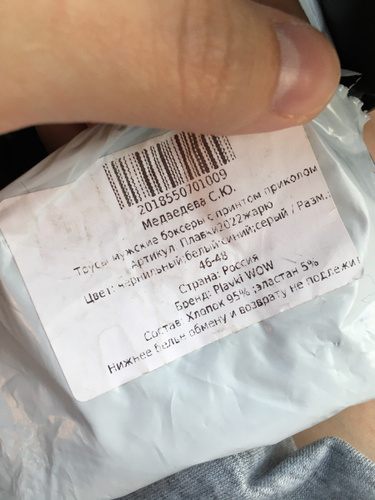 2018550701009
Медведева С.Ю.
Трусы мужские боксеры с принтом приколом
Артикул: Плавки2022жарю
Цвет: чернильный;белый;синий;серый / Разм...
46-48
Страна: Россия
Бренд: Plavki WOW
Состав: Хлопок 95% ;эластан 5%
Нижнее белье обмену и возврату не подлежит